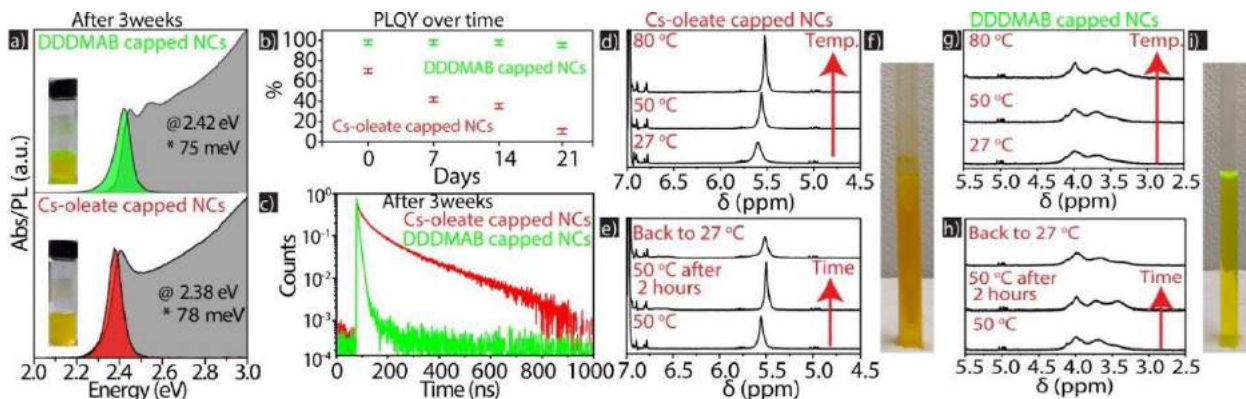 a)
After 3weeks
DDDMAB capped NCs
@2.42 eV
* 75 meV
Cs-oleate capped NCs
@ 2.38 eV
* 78 meV
Abs/PL (a.u.)
2.0 2.2 2.4 2.6 2.8 3.0
Energy (eV)
b)
PLQY over time
100
80
60
40
20
0
%
DDDMAB capped NCs
Cs-oleate capped NCs
0 7 14 21
Days
c)
After 3weeks
Cs-oleate capped NCs
DDDMAB capped NCs
10⁰
10⁻¹
10⁻²
10⁻³
10⁻⁴
Counts
0 200 400 600 800 1000
Time (ns)
Cs-oleate capped NCs
d)
80 °C
Temp.
50 °C
27 °C
7.0 6.5 6.0 5.5 5.0 4.5
δ (ppm)
e)
Back to 27 °C
50 °C after
2 hours
Time
50 °C
7.0 6.5 6.0 5.5 5.0 4.5
δ (ppm)
f)
DDDMAB capped NCs
g)
80 °C
Temp.
50 °C
27 °C
5.5 5.0 4.5 4.0 3.5 3.0 2.5
δ (ppm)
h)
Back to 27 °C
50 °C after
2 hours
Time
50 °C
5.5 5.0 4.5 4.0 3.5 3.0 2.5
δ (ppm)
i)